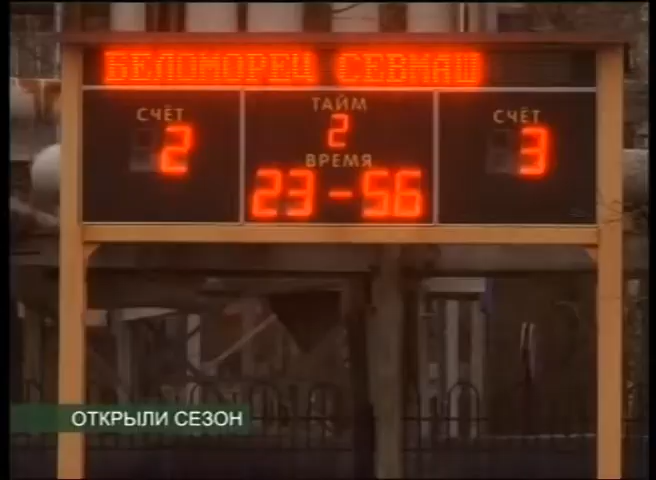 БЕЛОМОРЕЦ СЕВМАШ
СЧЁТ ТАЙМ СЧЁТ
2 2 3
ВРЕМЯ
23-56
ОТКРЫЛИ СЕЗОН